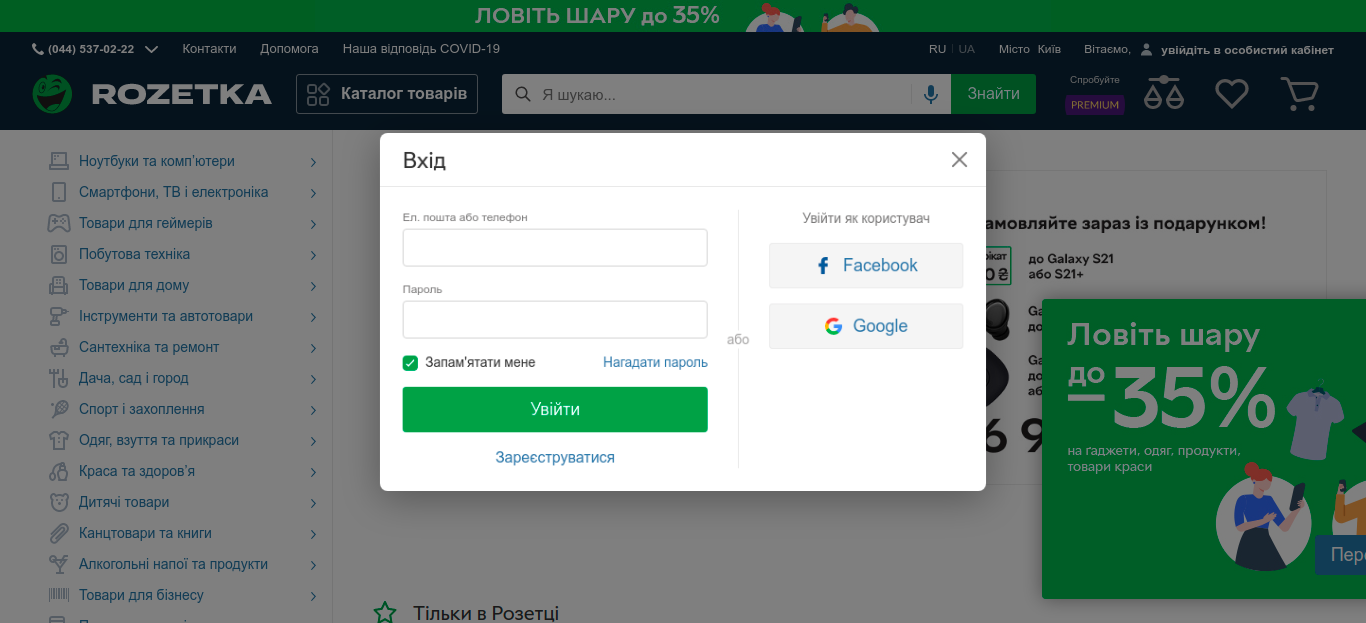 ЛОВІТЬ ШАРУ до 35%
(044) 537-02-22 Контакти Допомога Наша відповідь COVID-19 RU | UA Місто Київ Вітаємо, увійдіть в особистий кабінет
ROZETKA Каталог товарів Я шукаю... Знайти Спробуйте PREMIUM
Ноутбуки та комп'ютери
Смартфони, ТВ і електроніка
Товари для геймерів
Побутова техніка
Товари для дому
Інструменти та автотовари
Сантехніка та ремонт
Дача, сад і город
Спорт і захоплення
Одяг, взуття та прикраси
Краса та здоров'я
Дитячі товари
Канцтовари та книги
Алкогольні напої та продукти
Товари для бізнесу
Вхід
Ел. пошта або телефон
Пароль
Запам'ятати мене Нагадати пароль
Увійти
Зареєструватися
або
Увійти як користувач
Facebook
Google
амовляйте зараз із подарунком!
до Galaxy S21
або S21+
Ловіть шару
до
–35%
на ґаджети, одяг, продукти,
товари краси
Тільки в Розетці